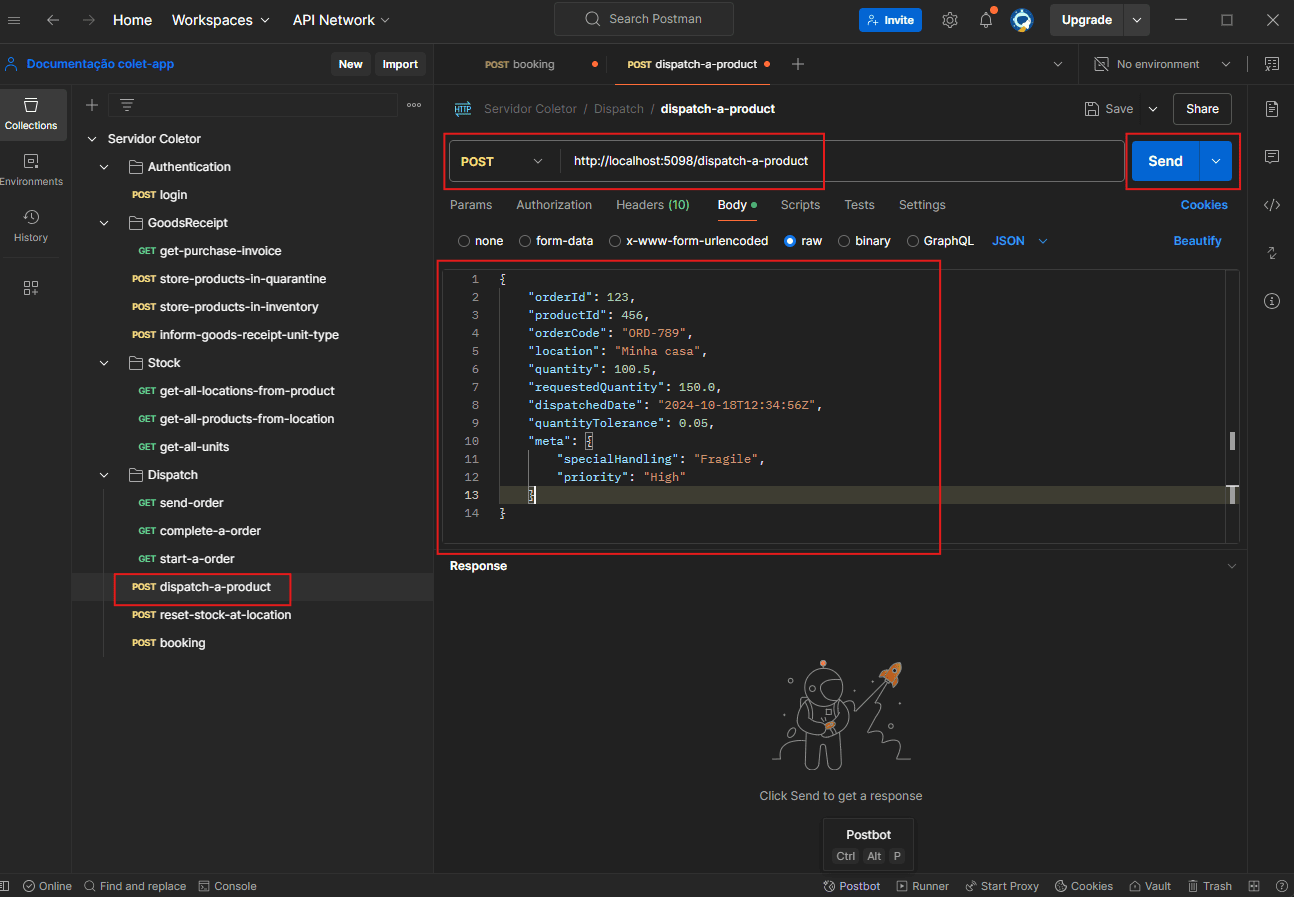 Home Workspaces API Network Search Postman Invite Upgrade
Documentação colet-app New Import POST booking POST dispatch-a-product No environment
Collections
Environments
History
Servidor Coletor
Authentication
POST login
GoodsReceipt
GET get-purchase-invoice
POST store-products-in-quarantine
POST store-products-in-inventory
POST inform-goods-receipt-unit-type
Stock
GET get-all-locations-from-product
GET get-all-products-from-location
GET get-all-units
Dispatch
GET send-order
GET complete-a-order
GET start-a-order
POST dispatch-a-product
POST reset-stock-at-location
POST booking
HTTP Servidor Coletor / Dispatch / dispatch-a-product Save Share
POST http://localhost:5098/dispatch-a-product Send
Params Authorization Headers (10) Body Scripts Tests Settings Cookies
none form-data x-www-form-urlencoded raw binary GraphQL JSON Beautify
1 {
2 "orderId": 123,
3 "productId": 456,
4 "orderCode": "ORD-789",
5 "location": "Minha casa",
6 "quantity": 100.5,
7 "requestedQuantity": 150.0,
8 "dispatchedDate": "2024-10-18T12:34:56Z",
9 "quantityTolerance": 0.05,
10 "meta": {
11 "specialHandling": "Fragile",
12 "priority": "High"
13 }
14 }
Response
Click Send to get a response
Postbot
Ctrl Alt P
Online Find and replace Console Postbot Runner Start Proxy Cookies Vault Trash